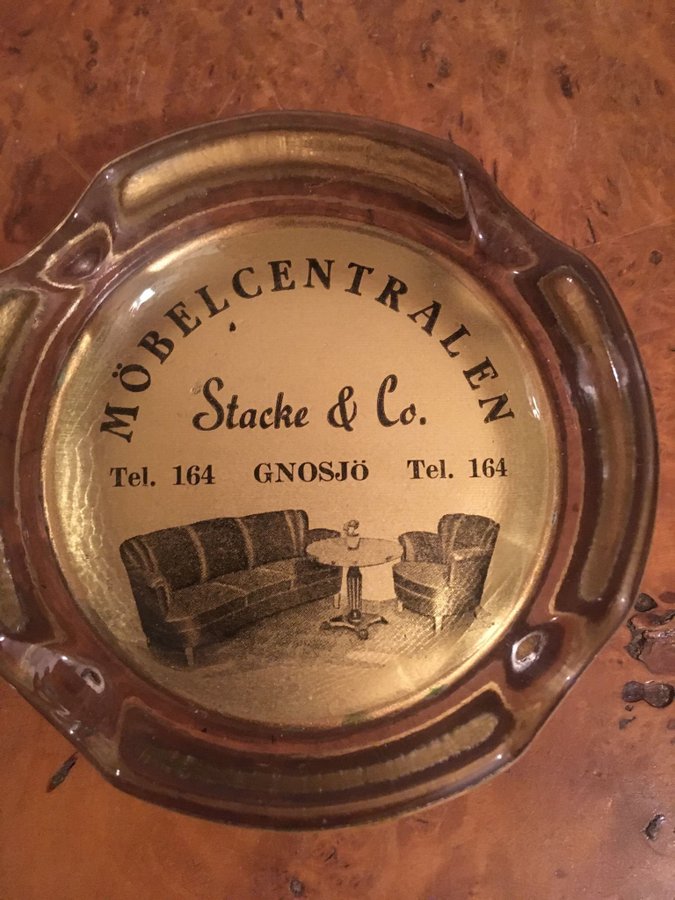 MÖBELCENTRALEN
Stacke & Co.
Tel. 164 GNOSJÖ Tel. 164